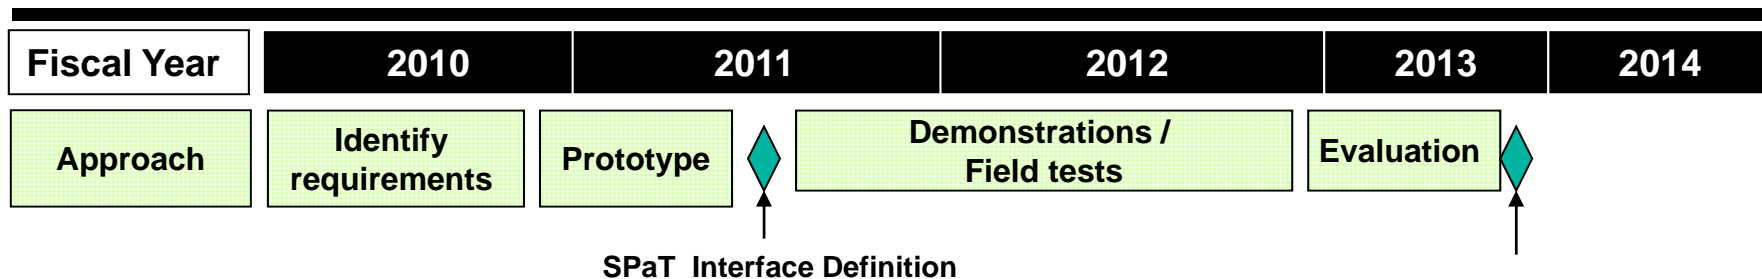 Fiscal Year 2010 2011 2012 2013 2014
Approach
Identify
requirements
Prototype
Demonstrations /
Field tests
Evaluation
SPaT Interface Definition